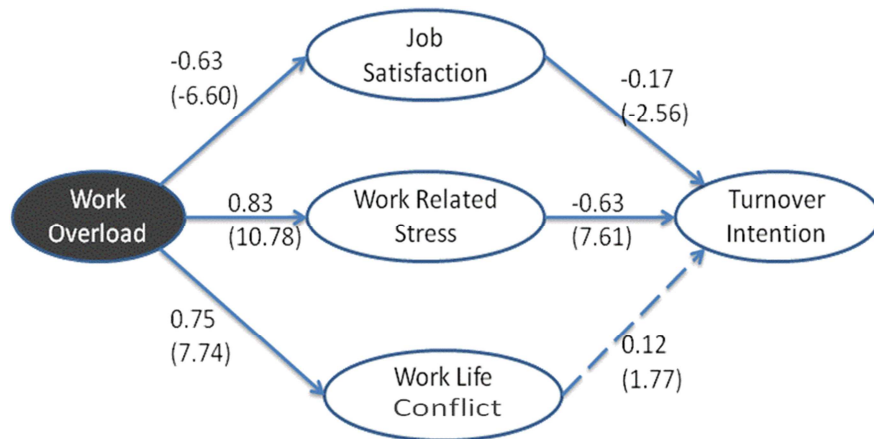 Job
Satisfaction
-0.63
(-6.60)
-0.17
(-2.56)
Work
Overload
0.83
(10.78)
Work Related
Stress
-0.63
(7.61)
Turnover
Intention
0.75
(7.74)
Work Life
Conflict
0.12
(1.77)